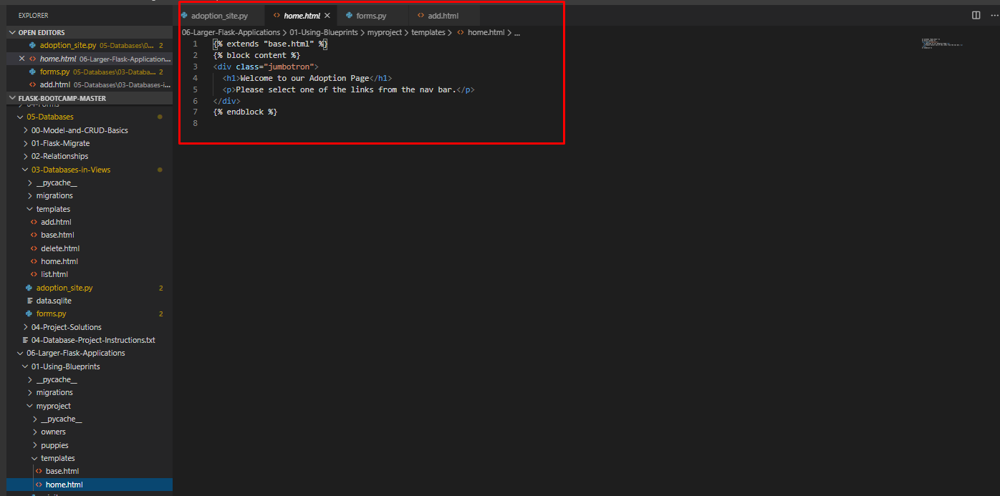 EXPLORER
OPEN EDITORS
adoption_site.py 05-Databases\0... 2
home.html 06-Larger-Flask-Application...
forms.py 05-Databases\03-Databa... 2
add.html 05-Databases\03-Databases-i...
FLASK-BOOTCAMP-MASTER
04-Forms
05-Databases
00-Model-and-CRUD-Basics
01-Flask-Migrate
02-Relationships
03-Databases-in-Views
__pycache__
migrations
templates
add.html
base.html
delete.html
home.html
list.html
adoption_site.py 2
data.sqlite
forms.py 2
04-Project-Solutions
04-Database-Project-Instructions.txt
06-Larger-Flask-Applications
01-Using-Blueprints
__pycache__
migrations
myproject
__pycache__
owners
puppies
templates
base.html
home.html
adoption_site.py home.html forms.py add.html
06-Larger-Flask-Applications > 01-Using-Blueprints > myproject > templates > home.html > ...
1 {% extends "base.html" %}
2 {% block content %}
3 <div class="jumbotron">
4 <h1>Welcome to our Adoption Page</h1>
5 <p>Please select one of the links from the nav bar.</p>
6 </div>
7 {% endblock %}
8